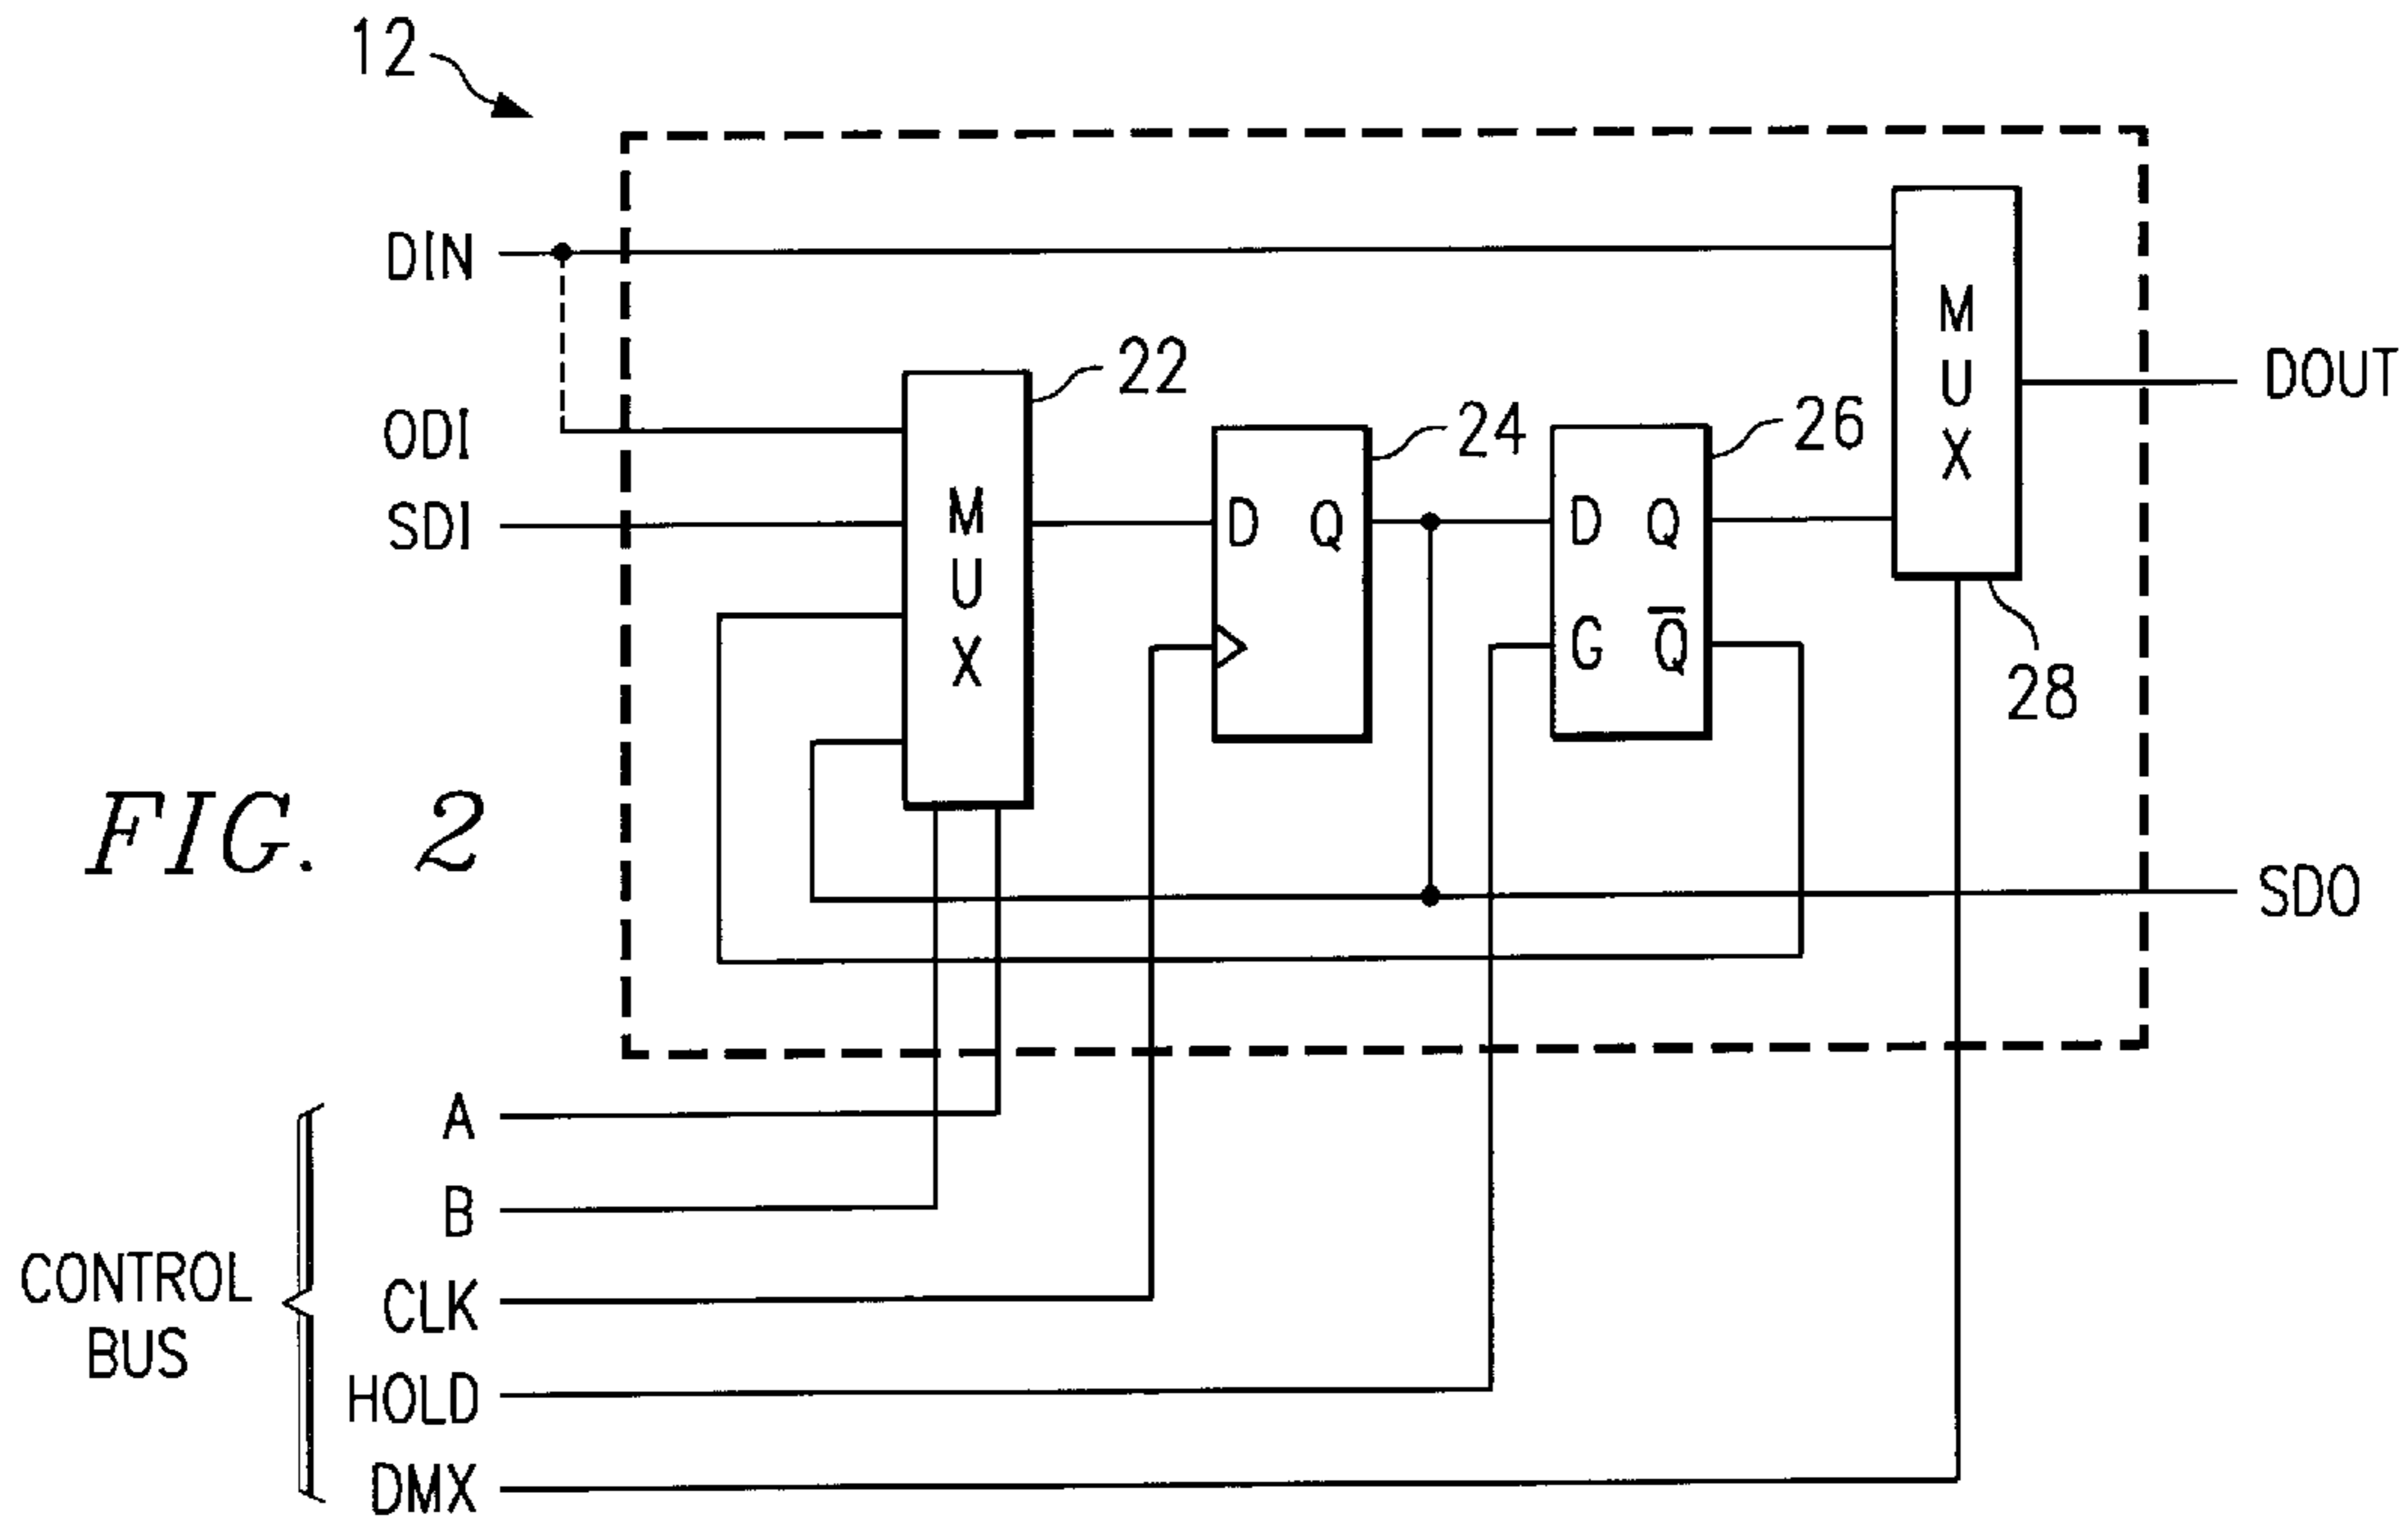 12
DIN
ODI
SDI
M
U
X
22
D Q
24
D Q
G Q̅
26
M
U
X
28
DOUT
SDO
FIG. 2
CONTROL
BUS
A
B
CLK
HOLD
DMX